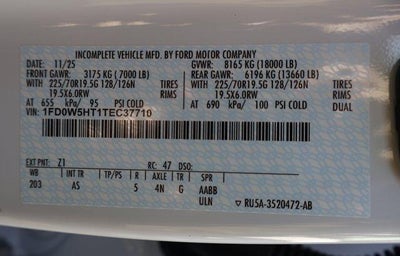 INCOMPLETE VEHICLE MFD. BY FORD MOTOR COMPANY
DATE: 11/25 GVWR: 8165 KG (18000 LB)
FRONT GAWR: 3175 KG (7000 LB) REAR GAWR: 6196 KG (13660 LB)
WITH 225/70R19.5G 128/126N TIRES WITH 225/70R19.5G 128/126N TIRES
19.5X6.0RW RIMS 19.5X6.0RW RIMS
AT 655 kPa/ 95 PSI COLD AT 690 kPa/ 100 PSI COLD DUAL
VIN: 1FD0W5HT1TEC37710
EXT PNT: Z1 RC: 47 DSO:
WB INT TR TP/PS R AXLE TR SPR
203 AS 5 4N G AABB
ULN ▼ RU5A-3520472-AB